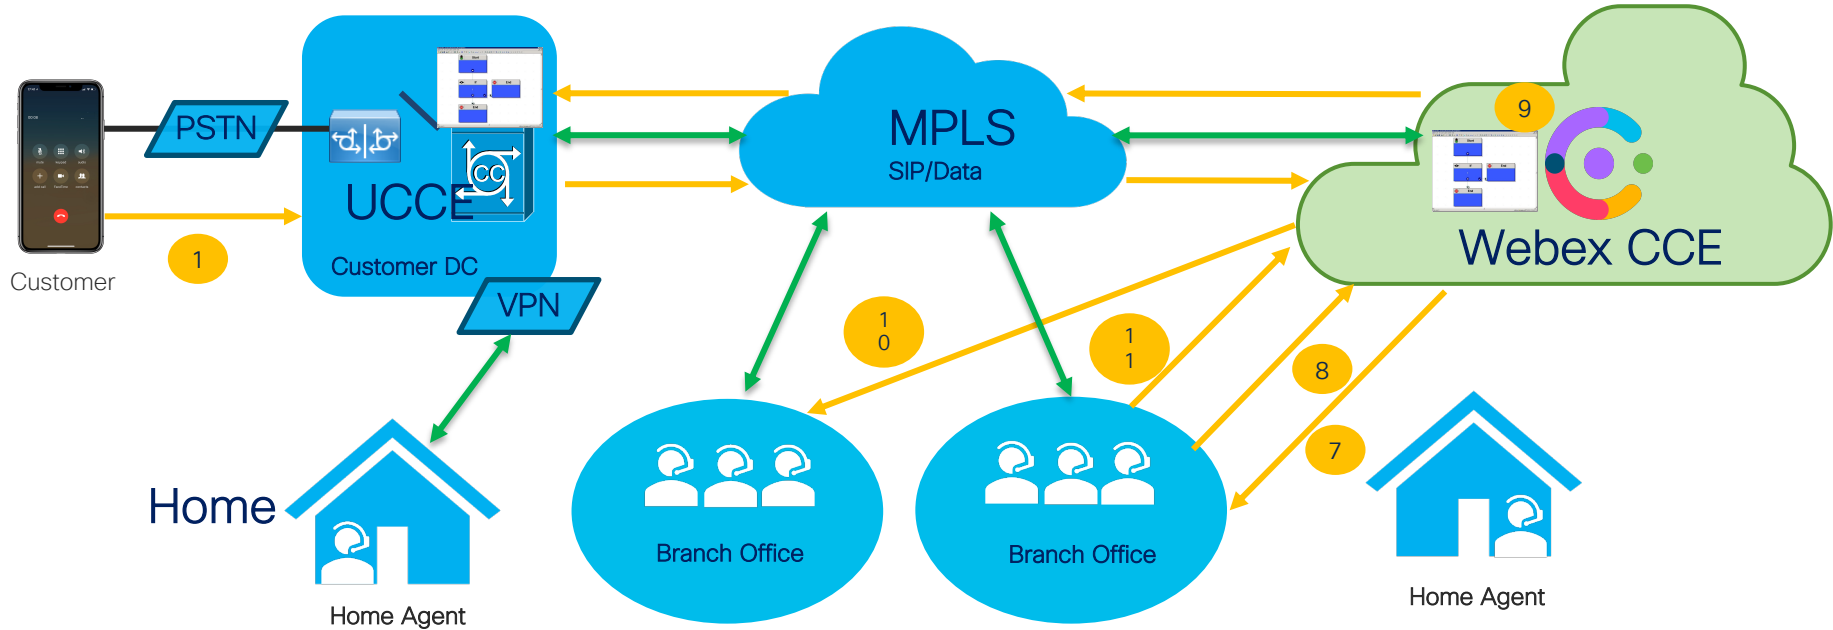 PSTN
MPLS
SIP/Data
9
CC
UCCE
Webex CCE
1
Customer DC
Customer
VPN
1
0
1
1
8
7
Home
Branch Office
Branch Office
Home Agent
Home Agent